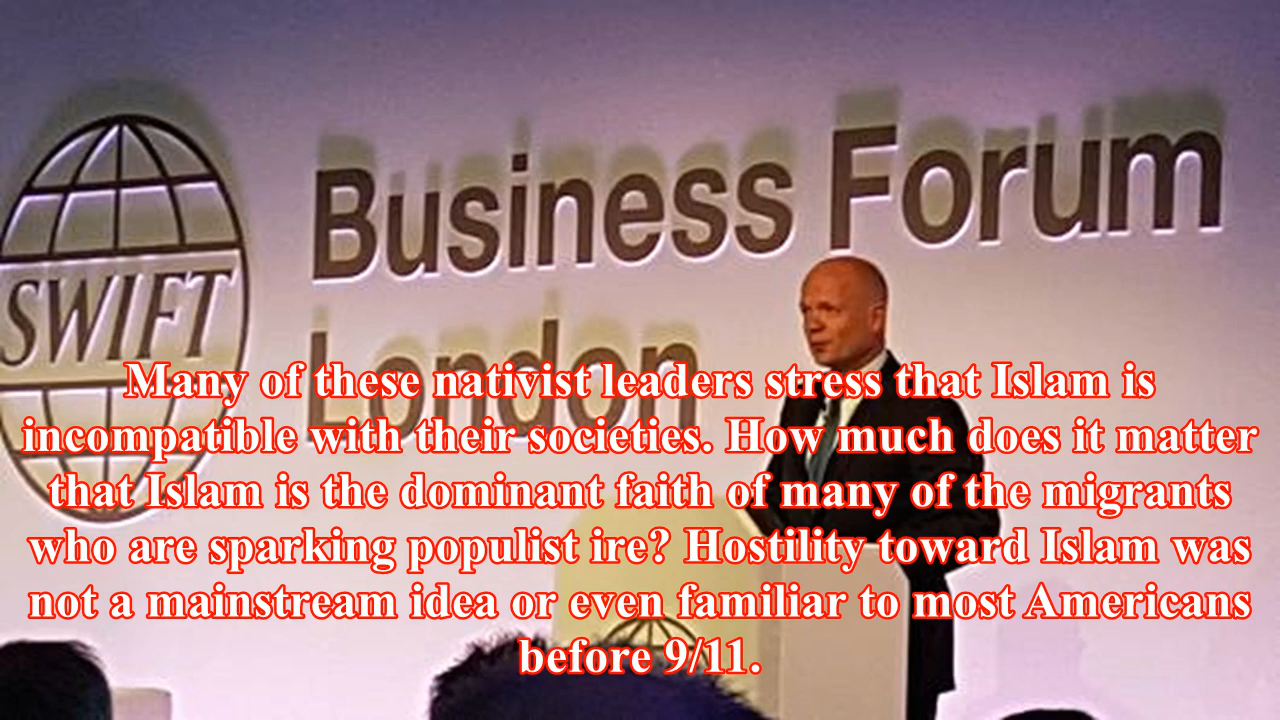 Business Forum
SWIFT
London
Many of these nativist leaders stress that Islam is
incompatible with their societies. How much does it matter
that Islam is the dominant faith of many of the migrants
who are sparking populist ire? Hostility toward Islam was
not a mainstream idea or even familiar to most Americans
before 9/11.